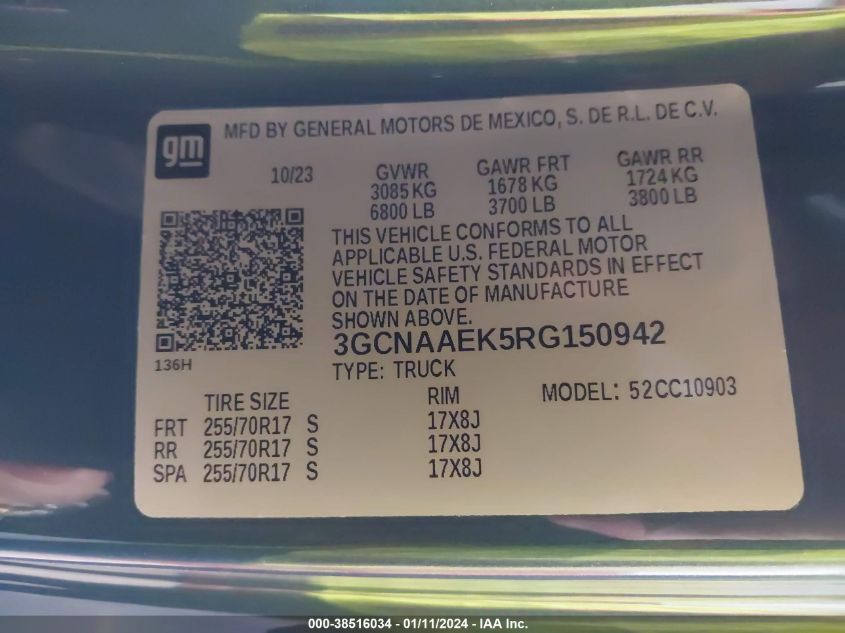 gm
MFD BY GENERAL MOTORS DE MEXICO, S. DE R.L. DE C.V.
10/23 GVWR GAWR FRT GAWR RR
3085 KG 1678 KG 1724 KG
6800 LB 3700 LB 3800 LB
THIS VEHICLE CONFORMS TO ALL
APPLICABLE U.S. FEDERAL MOTOR
VEHICLE SAFETY STANDARDS IN EFFECT
ON THE DATE OF MANUFACTURE
SHOWN ABOVE.
3GCNAAEK5RG150942
136H
TYPE: TRUCK
TIRE SIZE RIM MODEL: 52CC10903
FRT 255/70R17 S 17X8J
RR 255/70R17 S 17X8J
SPA 255/70R17 S 17X8J
000-38516034 - 01/11/2024 - IAA Inc.